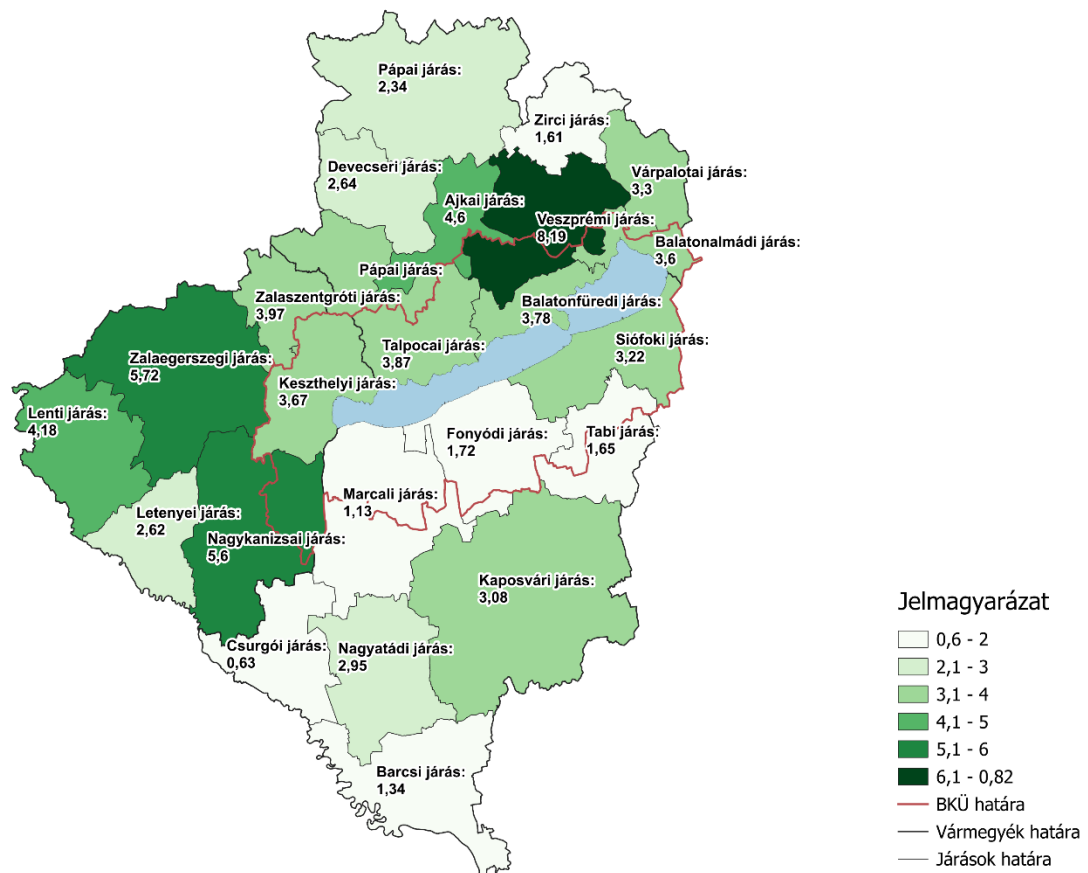 Pápai járás:
2,34
Zirci járás:
1,61
Devecseri járás:
2,64
Várpalotai járás:
3,3
Ajkai járás:
4,6
Veszprémi járás:
8,19
Balatonalmádi járás:
3,6
Pápai járás:
Zalaszentgróti járás:
3,97
Balatonfüredi járás:
3,78
Talpocai járás:
3,87
Siófoki járás:
3,22
Zalaegerszegi járás:
5,72
Keszthelyi járás:
3,67
Lenti járás:
4,18
Fonyódi járás:
1,72
Tabi járás:
1,65
Marcali járás:
1,13
Letenyei járás:
2,62
Nagykanizsai járás:
5,6
Kaposvári járás:
3,08
Csurgói járás:
0,63
Nagyatádi járás:
2,95
Barcsi járás:
1,34
Jelmagyarázat
0,6 - 2
2,1 - 3
3,1 - 4
4,1 - 5
5,1 - 6
6,1 - 0,82
BKÜ határa
Vármegyék határa
Járások határa